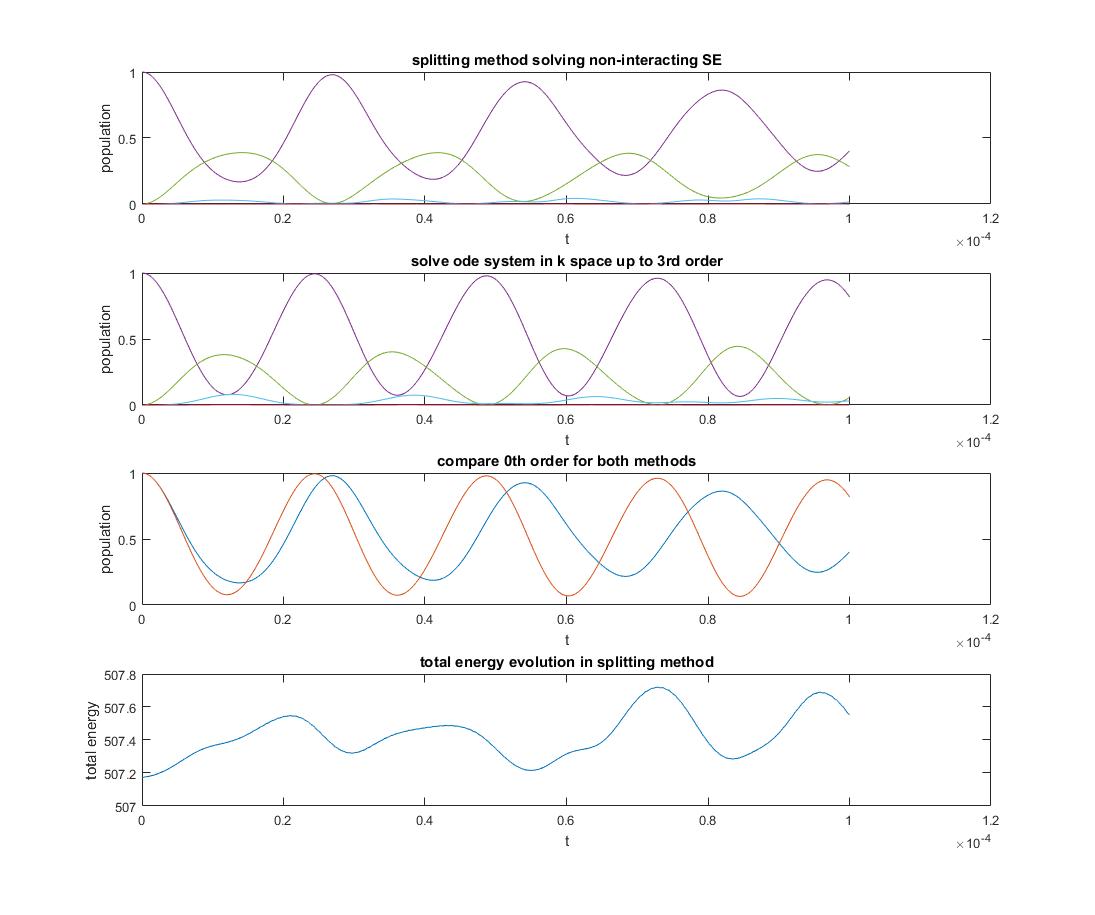 splitting method solving non-interacting SE
1
0.5
0
population
0 0.2 0.4 0.6 0.8 1 1.2
t
×10-4
solve ode system in k space up to 3rd order
1
0.5
0
population
0 0.2 0.4 0.6 0.8 1 1.2
t
×10-4
compare 0th order for both methods
1
0.5
0
population
0 0.2 0.4 0.6 0.8 1 1.2
t
×10-4
total energy evolution in splitting method
507.8
507.6
507.4
507.2
507
total energy
0 0.2 0.4 0.6 0.8 1 1.2
t
×10-4